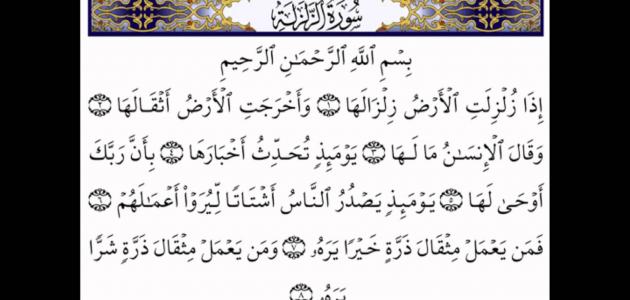 سُورَةُ الزَّلْزَلَةِ
بِسْمِ ٱللَّهِ ٱلرَّحْمَـٰنِ ٱلرَّحِيمِ
إِذَا زُلْزِلَتِ ٱلْأَرْضُ زِلْزَالَهَا ١ وَأَخْرَجَتِ ٱلْأَرْضُ أَثْقَالَهَا ٢
وَقَالَ ٱلْإِنسَـٰنُ مَا لَهَا ٣ يَوْمَئِذٍ تُحَدِّثُ أَخْبَارَهَا ٤ بِأَنَّ رَبَّكَ
أَوْحَىٰ لَهَا ٥ يَوْمَئِذٍ يَصْدُرُ ٱلنَّاسُ أَشْتَاتًا لِّيُرَوْا۟ أَعْمَـٰلَهُمْ ٦
فَمَن يَعْمَلْ مِثْقَالَ ذَرَّةٍ خَيْرًا يَرَهُۥ ٧ وَمَن يَعْمَلْ مِثْقَالَ ذَرَّةٍ شَرًّا
يَرَهُۥ ٨